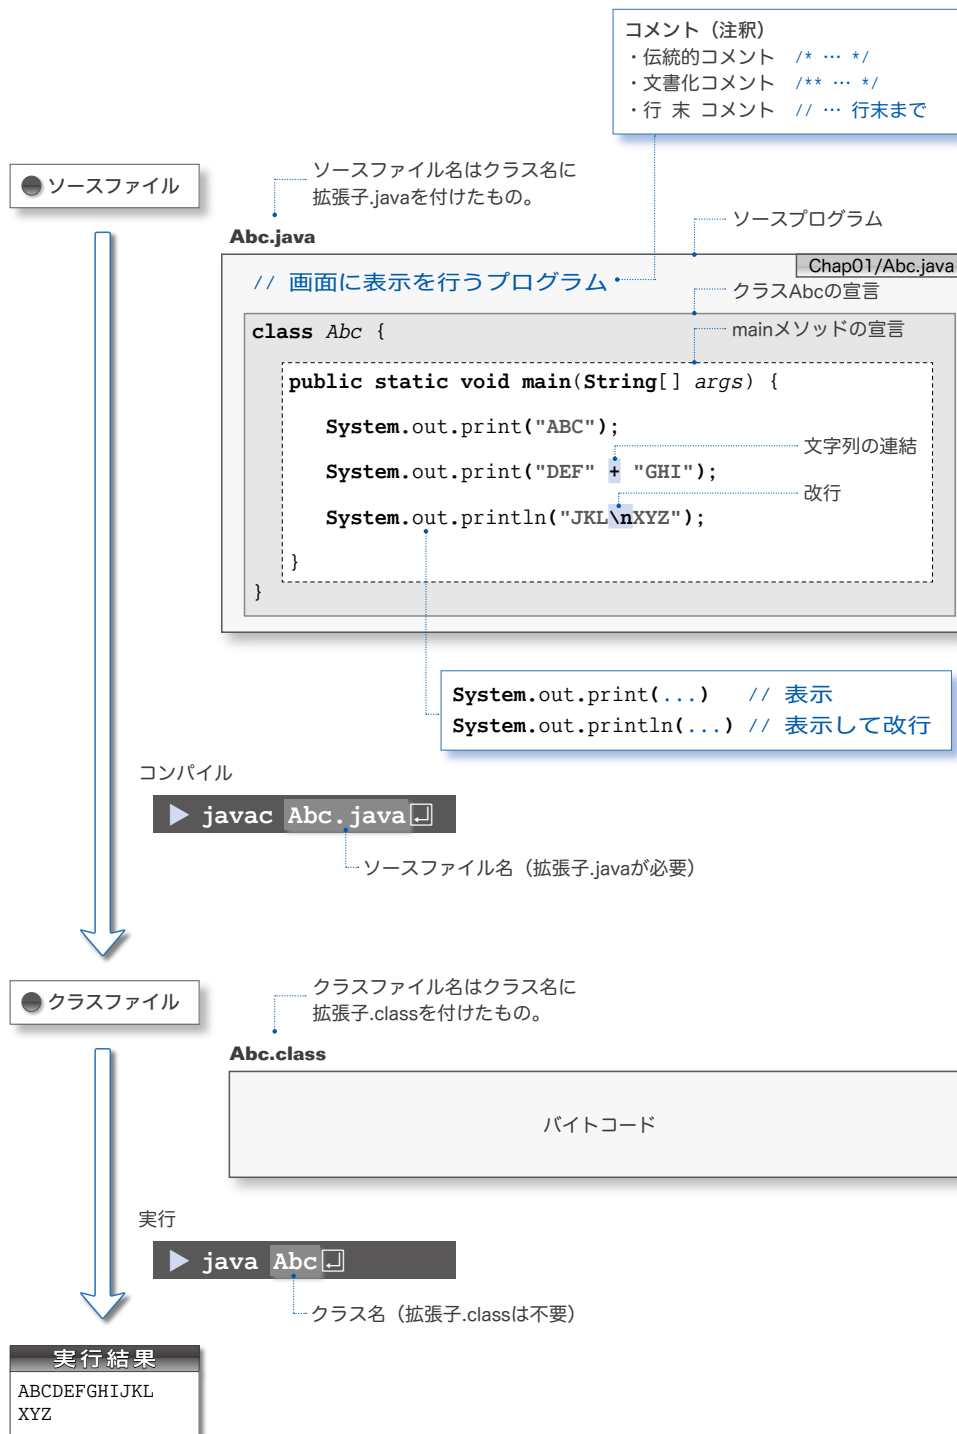 コメント（注釈）
・伝統的コメント /* … */
・文書化コメント /** … */
・行 末 コメント // … 行末まで
ソースファイル
ソースファイル名はクラス名に
拡張子.javaを付けたもの。
ソースプログラム
Abc.java
Chap01/Abc.java
// 画面に表示を行うプログラム
クラスAbcの宣言
class Abc {
mainメソッドの宣言
public static void main(String[] args) {
System.out.print("ABC");
文字列の連結
System.out.print("DEF" + "GHI");
改行
System.out.println("JKL\nXYZ");
}
}
System.out.print(...) // 表示
System.out.println(...) // 表示して改行
コンパイル
▶ javac Abc.java↵
ソースファイル名（拡張子.javaが必要）
クラスファイル
クラスファイル名はクラス名に
拡張子.classを付けたもの。
Abc.class
バイトコード
実行
▶ java Abc↵
クラス名（拡張子.classは不要）
実行結果
ABCDEFGHIJKL
XYZ